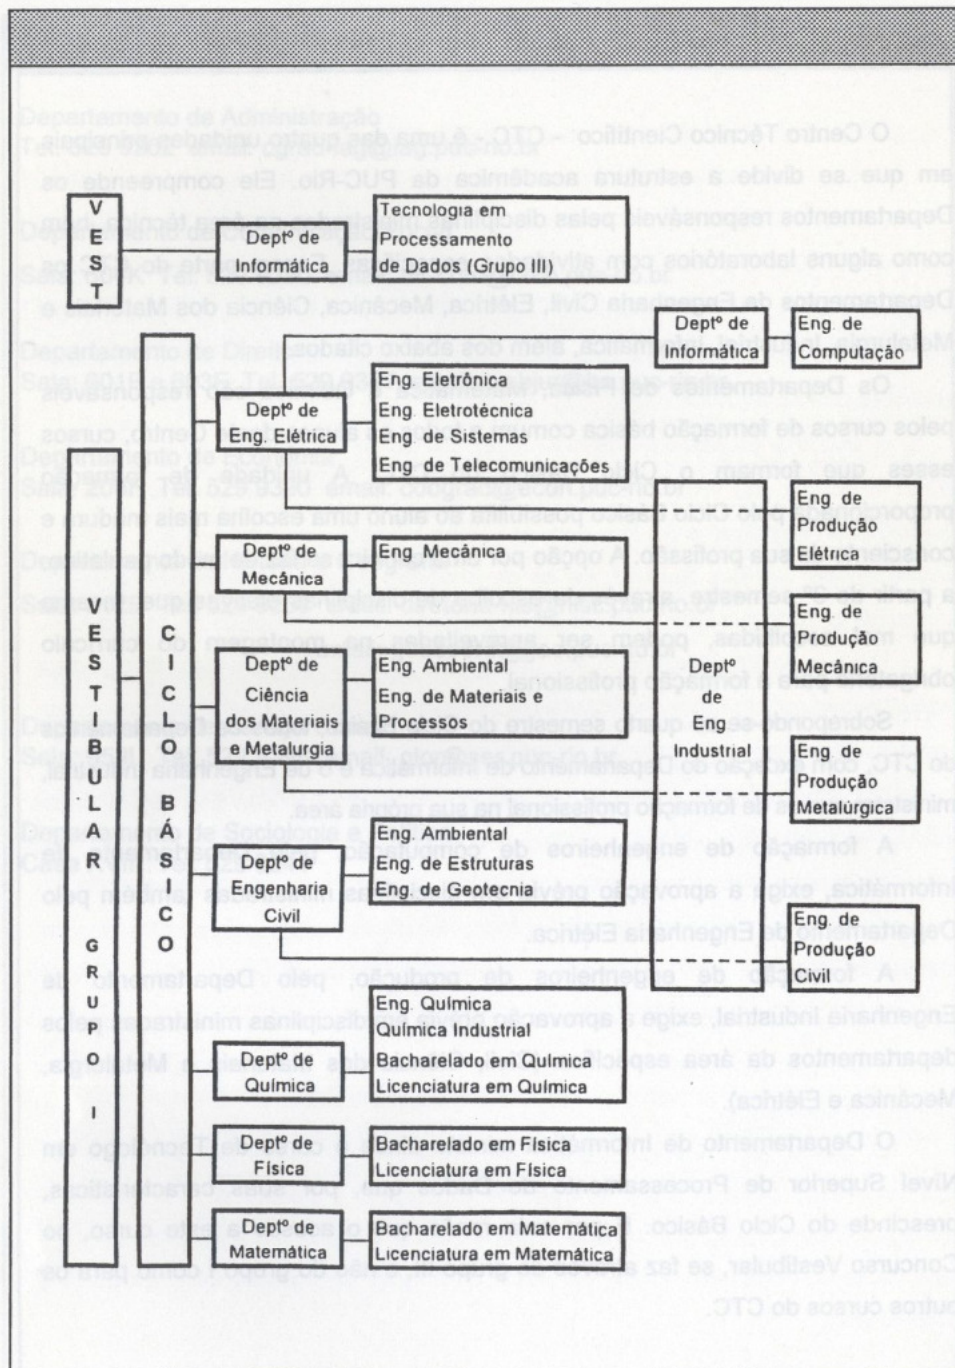 V
E
S
T
Deptº de
Informática
Tecnologia em
Processamento
de Dados (Grupo III)
VESTIBULAR GRUPO I
CICLO BÁSICO
Deptº de
Eng. Elétrica
Eng. Eletrônica
Eng. Eletrotécnica
Eng. de Sistemas
Eng. de Telecomunicações
Deptº de
Informática
Eng. de
Computação
Deptº de
Mecânica
Eng. Mecânica
Deptº de
Ciência
dos Materiais
e Metalurgia
Eng. Ambiental
Eng. de Materiais e
Processos
Deptº de
Engenharia
Civil
Eng. Ambiental
Eng. de Estruturas
Eng. de Geotecnia
Deptº
de
Eng
Industrial
Eng. de
Produção
Elétrica
Eng. de
Produção
Mecânica
Eng. de
Produção
Metalúrgica
Eng. de
Produção
Civil
Deptº de
Química
Eng. Química
Química Industrial
Bacharelado em Química
Licenciatura em Química
Deptº de
Física
Bacharelado em Física
Licenciatura em Física
Deptº de
Matemática
Bacharelado em Matemática
Licenciatura em Matemática